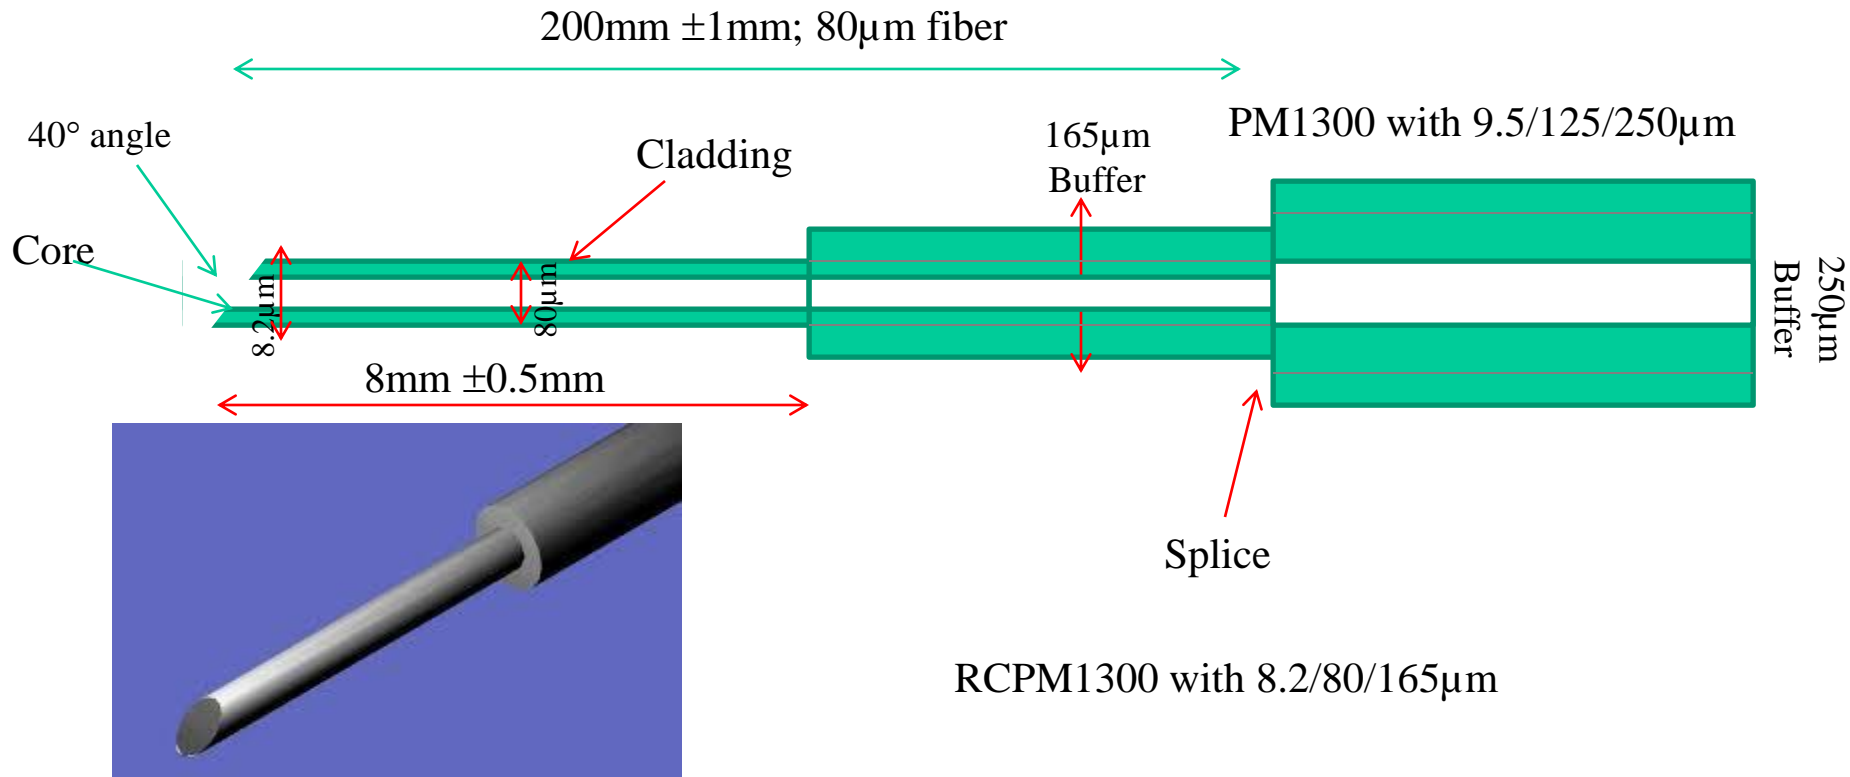 200mm ±1mm; 80µm fiber
PM1300 with 9.5/125/250µm
40° angle
165µm
Buffer
Cladding
Core
8.2µm
80µm
250µm
Buffer
8mm ±0.5mm
Splice
RCPM1300 with 8.2/80/165µm